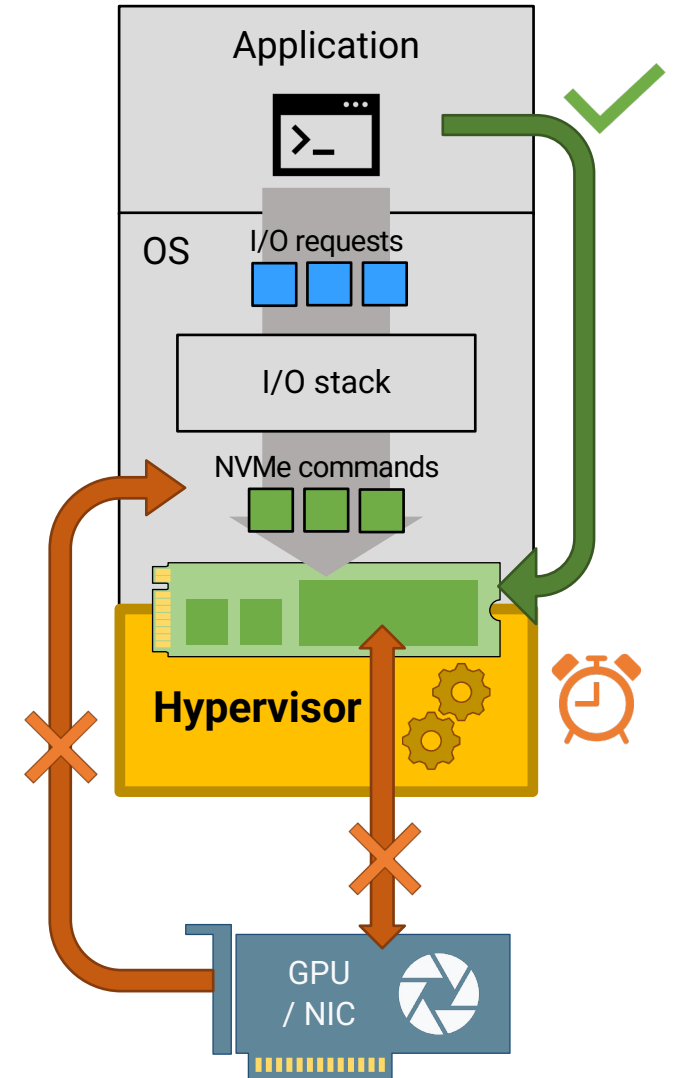 Application
OS
I/O requests
I/O stack
NVMe commands
Hypervisor
GPU
/ NIC